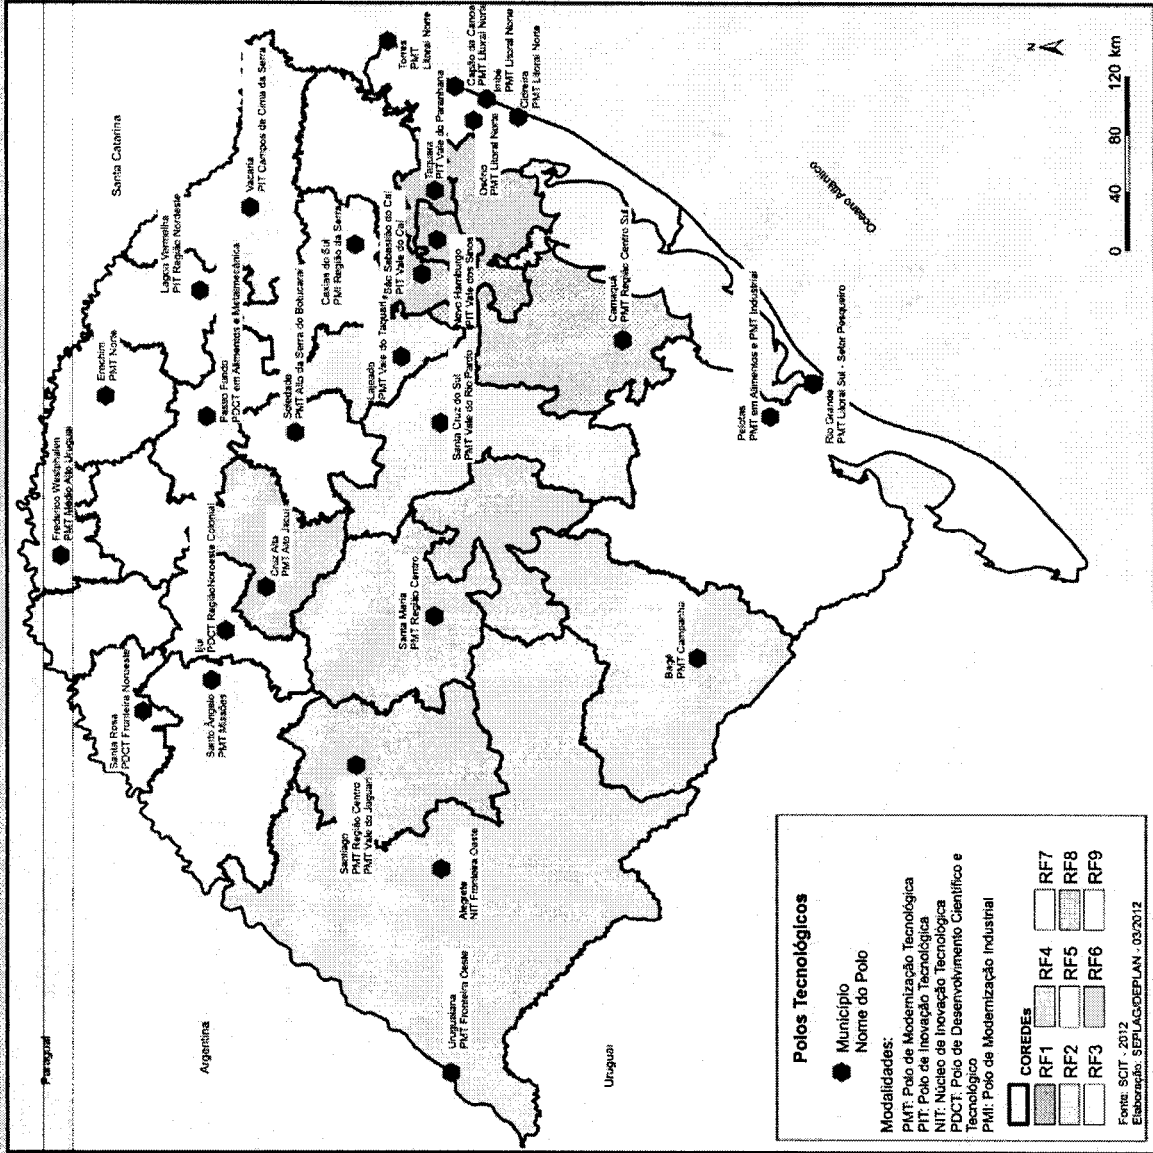 Paraguai
Argentina
Uruguai
Santa Catarina
Oceano Atlântico
Frederico Westphalen
PMT Médio Alto Uruguai
Erechim
PMT Norte
Lagoa Vermelha
PIT Região Nordeste
Vacaria
PIT Campos de Cima da Serra
Torres
PMT
Litoral Norte
Santa Rosa
PDCT Fronteira Noroeste
Santo Ângelo
PMT Missões
Ijuí
PDCT RegiãoNoroeste Colonial
Cruz Alta
PMT Alto Jacuí
Passo Fundo
PDCT em Alimentos e Metalmecânica
Soledade
PMT Alto da Serra do Botucaraí
Caxias do Sul
PMI Região da Serra
São Sebastião do Caí
PIT Vale do Caí
Lajeado
PMT Vale do Taquari
Novo Hamburgo
PIT Vale dos Sinos
Taquara
PIT Vale do Paranhana
Capão da Canoa
PMT Litoral Norte
Imbé
PMT Litoral Norte
Cidreira
PMT Litoral Norte
Osório
PMT Litoral Norte
Santa Cruz do Sul
PMT Vale do Rio Pardo
Santa Maria
PMT Região Centro
Santiago
PMT Região Centro
PMT Vale do Jaguari
Alegrete
NIT Fronteira Oeste
Uruguaiana
PMT Fronteira Oeste
Bagé
PMT Campanha
Camaquã
PMT Região Centro Sul
Pelotas
PMT em Alimentos e PMT Industrial
Rio Grande
PMT Litoral Sul - Setor Pesqueiro
N
0 40 80 120 km
Polos Tecnológicos
Município
Nome do Polo
Modalidades:
PMT: Polo de Modernização Tecnológica
PIT: Polo de Inovação Tecnológica
NIT: Núcleo de Inovação Tecnológica
PDCT: Polo de Desenvolvimento Científico e
Tecnológico
PMI: Polo de Modernização Industrial
COREDEs
RF1 RF4 RF7
RF2 RF5 RF8
RF3 RF6 RF9
Fonte: SCIT - 2012
Elaboração: SEPLAG/DEPLAN - 03/2012